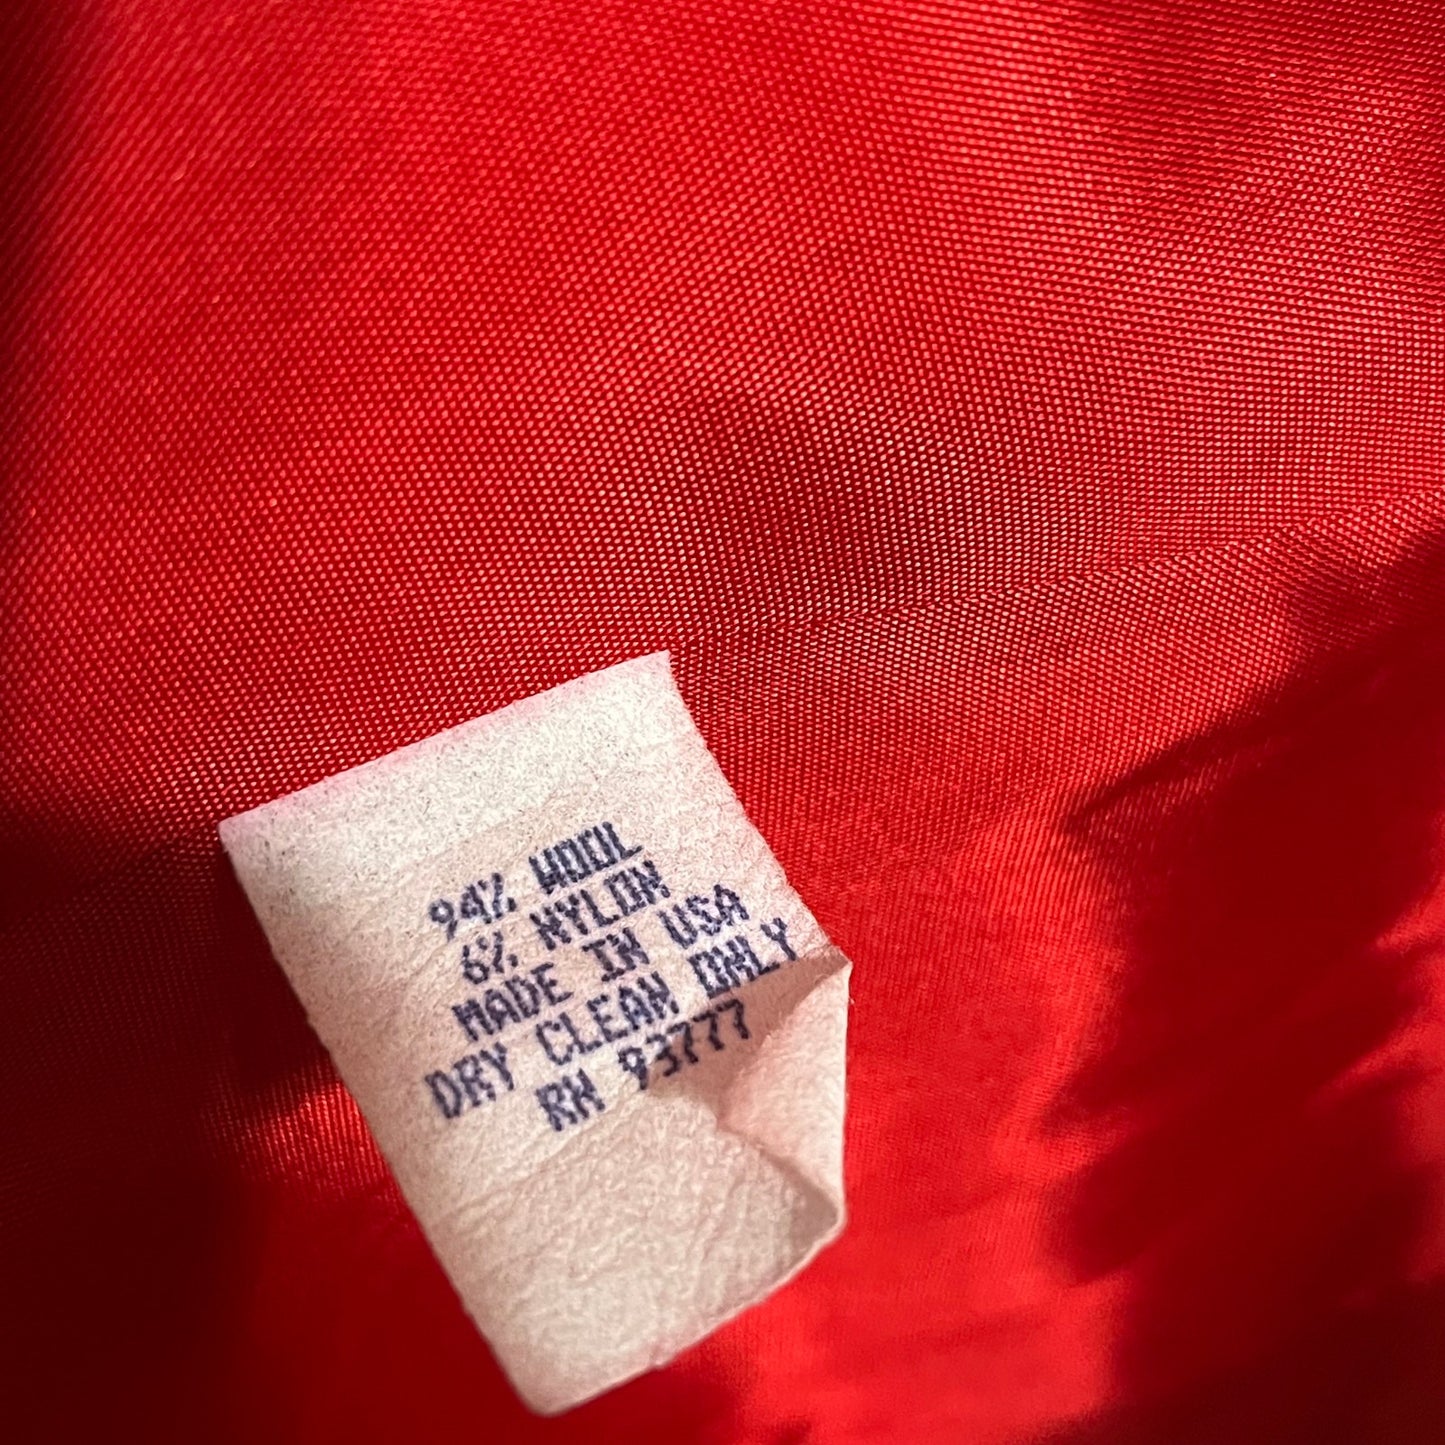 94% WOOL
6% NYLON
MADE IN USA
DRY CLEAN ONLY
RN 93777